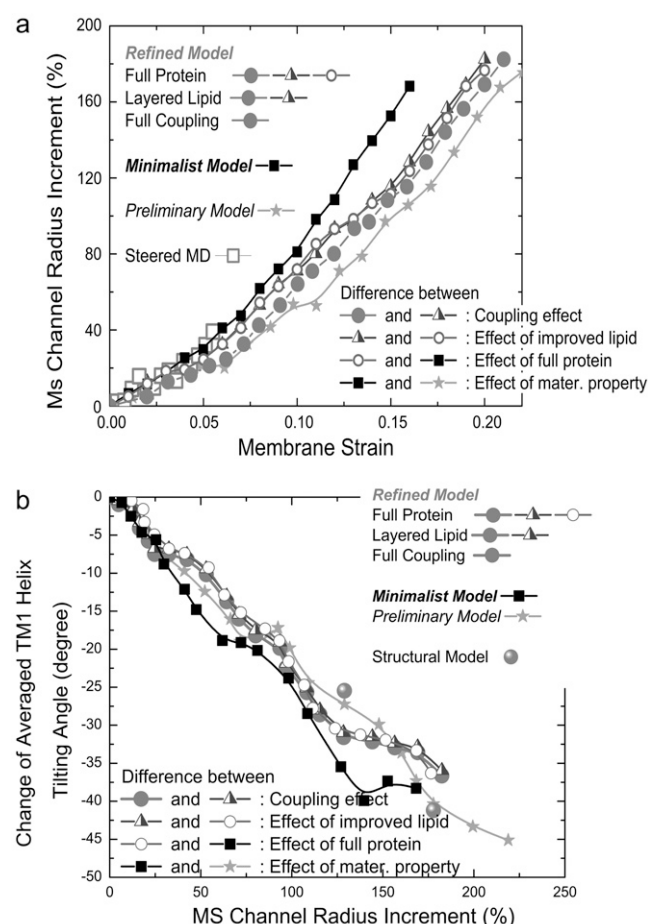 a
Ms Channel Radius Increment (%)
180
160
120
80
40
0
0.00
0.05
0.10
0.15
0.20
Membrane Strain
Refined Model
Full Protein
Layered Lipid
Full Coupling
Minimalist Model
Preliminary Model
Steered MD
Difference between
and : Coupling effect
and : Effect of improved lipid
and : Effect of full protein
and : Effect of mater. property
b
Change of Averaged TM1 Helix
Tilting Angle (degree)
0
-5
-10
-15
-20
-25
-30
-35
-40
-45
-50
0
50
100
150
200
250
MS Channel Radius Increment (%)
Refined Model
Full Protein
Layered Lipid
Full Coupling
Minimalist Model
Preliminary Model
Structural Model
Difference between
and : Coupling effect
and : Effect of improved lipid
and : Effect of full protein
and : Effect of mater. property